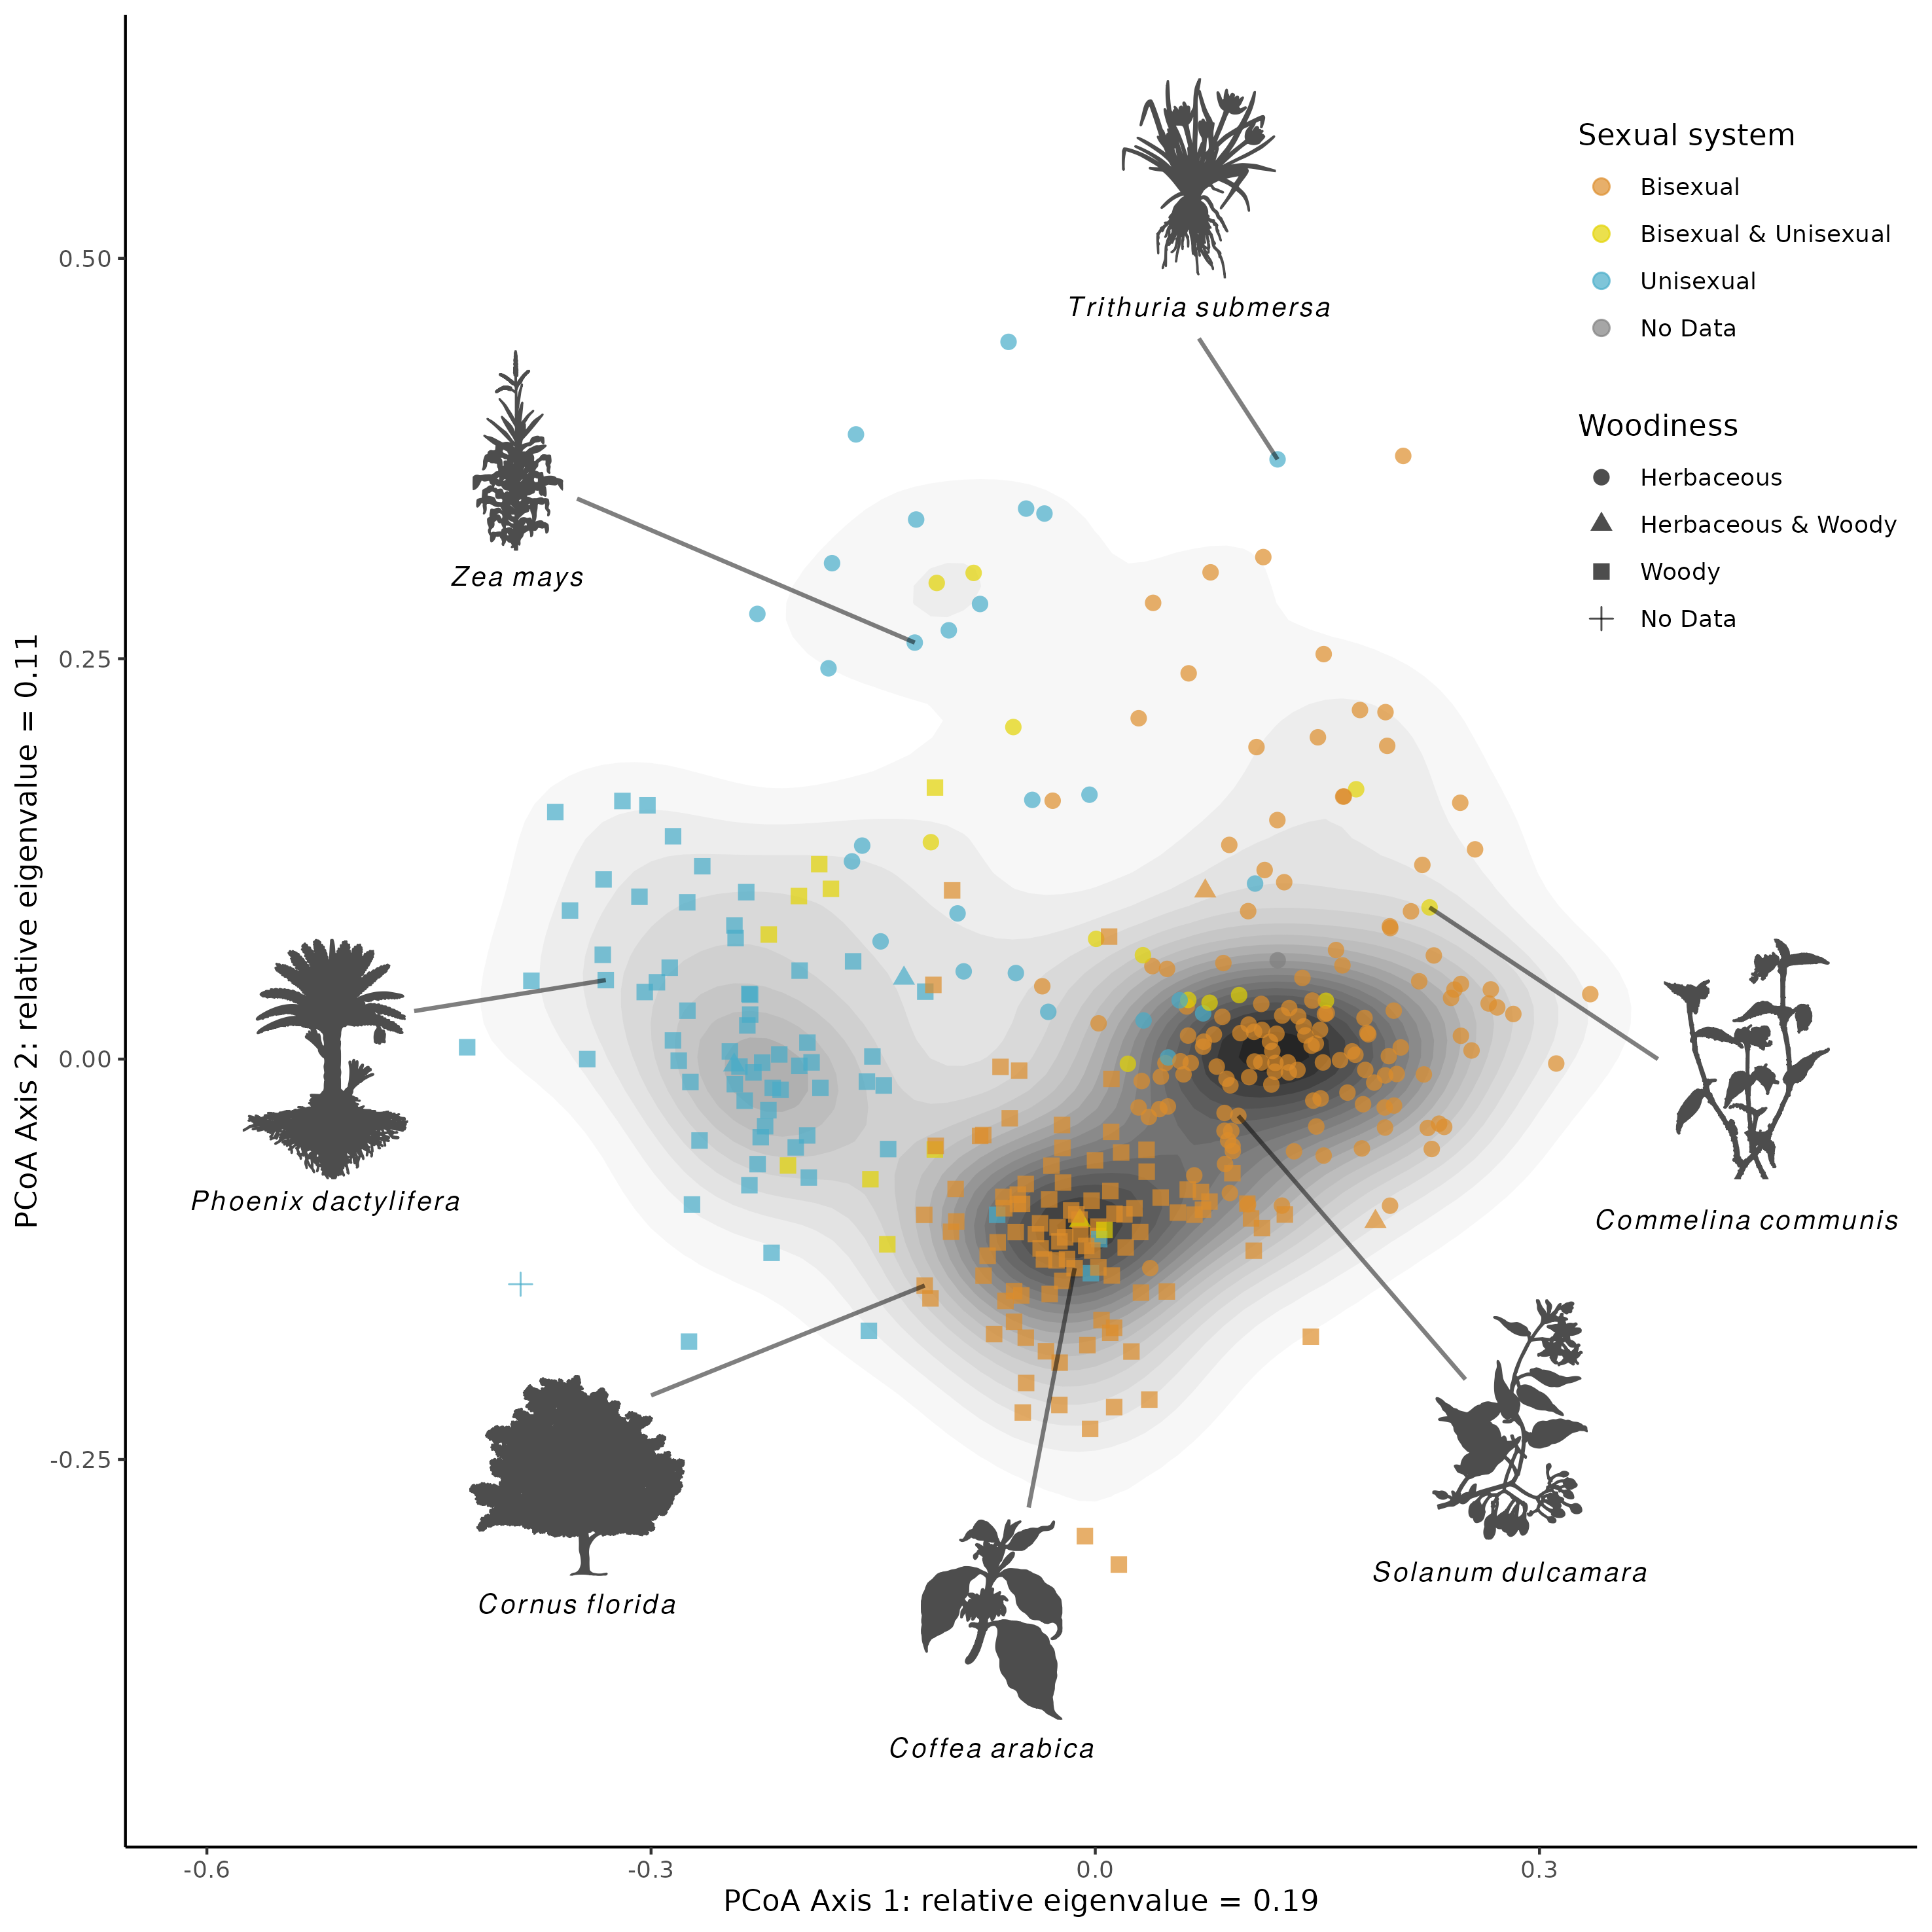 Sexual system
Bisexual
Bisexual & Unisexual
Unisexual
No Data
Woodiness
Herbaceous
Herbaceous & Woody
Woody
No Data
Trithuria submersa
Zea mays
Phoenix dactylifera
Commelina communis
Cornus florida
Solanum dulcamara
Coffea arabica
0.50
0.25
0.00
-0.25
PCoA Axis 2: relative eigenvalue = 0.11
-0.6
-0.3
0.0
0.3
PCoA Axis 1: relative eigenvalue = 0.19